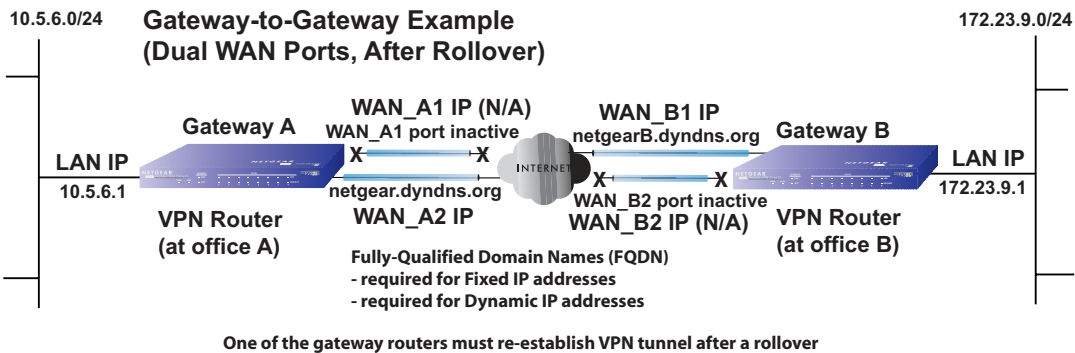 10.5.6.0/24
Gateway-to-Gateway Example
(Dual WAN Ports, After Rollover)
172.23.9.0/24
WAN_A1 IP (N/A)
WAN_A1 port inactive
WAN_B1 IP
netgearB.dyndns.org
Gateway A
Gateway B
X
X
INTERNET
LAN IP
10.5.6.1
NETGEAR
NETGEAR
LAN IP
172.23.9.1
netgear.dyndns.org
WAN_A2 IP
X
X
WAN_B2 port inactive
WAN_B2 IP (N/A)
VPN Router
(at office A)
VPN Router
(at office B)
Fully-Qualified Domain Names (FQDN)
- required for Fixed IP addresses
- required for Dynamic IP addresses
One of the gateway routers must re-establish VPN tunnel after a rollover